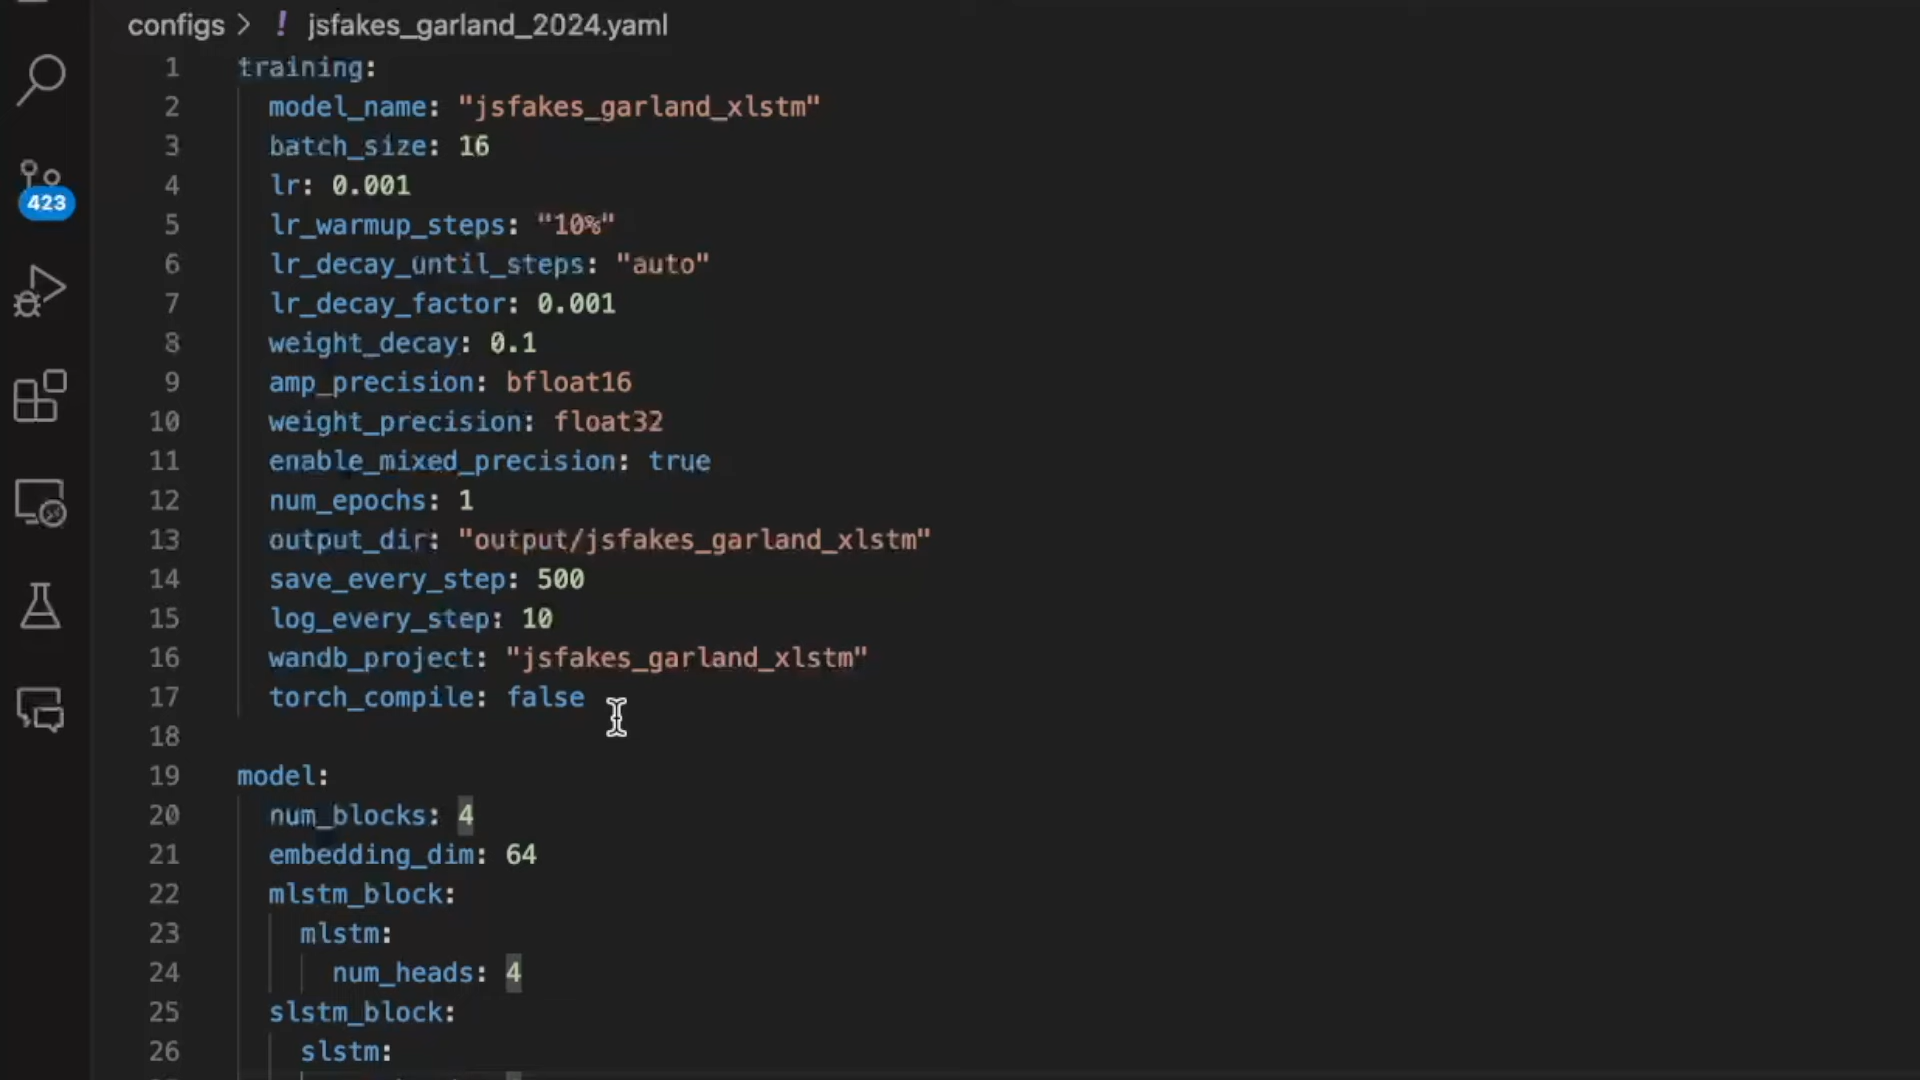 configs > ! jsfakes_garland_2024.yaml
423
1 training:
2 model_name: "jsfakes_garland_xlstm"
3 batch_size: 16
4 lr: 0.001
5 lr_warmup_steps: "10%"
6 lr_decay_until_steps: "auto"
7 lr_decay_factor: 0.001
8 weight_decay: 0.1
9 amp_precision: bfloat16
10 weight_precision: float32
11 enable_mixed_precision: true
12 num_epochs: 1
13 output_dir: "output/jsfakes_garland_xlstm"
14 save_every_step: 500
15 log_every_step: 10
16 wandb_project: "jsfakes_garland_xlstm"
17 torch_compile: false
18
19 model:
20 num_blocks: 4
21 embedding_dim: 64
22 mlstm_block:
23 mlstm:
24 num_heads: 4
25 slstm_block:
26 slstm: